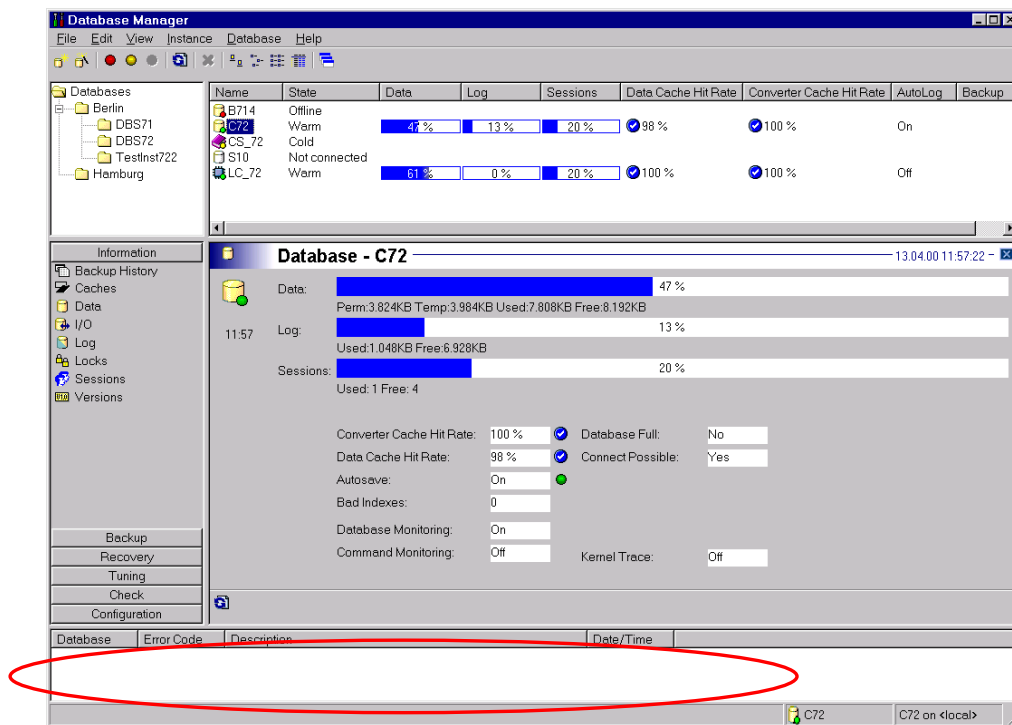 Database Manager
File Edit View Instance Database Help
Databases
Berlin
DBS71
DBS72
TestInst722
Hamburg
Name State Data Log Sessions Data Cache Hit Rate Converter Cache Hit Rate AutoLog Backup
B714 Offline
C72 Warm 47 % 13 % 20 % 98 % 100 % On
CS_72 Cold
S10 Not connected
LC_72 Warm 61 % 0 % 20 % 100 % 100 % Off
Information
Backup History
Caches
Data
I/O
Log
Locks
Sessions
Versions
Backup
Recovery
Tuning
Check
Configuration
Database - C72 13.04.00 11:57:22
11:57
Data: 47 %
Perm:3.824KB Temp:3.984KB Used:7.808KB Free:8.192KB
Log: 13 %
Used:1.048KB Free:6.928KB
Sessions: 20 %
Used: 1 Free: 4
Converter Cache Hit Rate: 100 % Database Full: No
Data Cache Hit Rate: 98 % Connect Possible: Yes
Autosave: On
Bad Indexes: 0
Database Monitoring: On
Command Monitoring: Off Kernel Trace: Off
Database Error Code Description Date/Time
C72 C72 on <local>